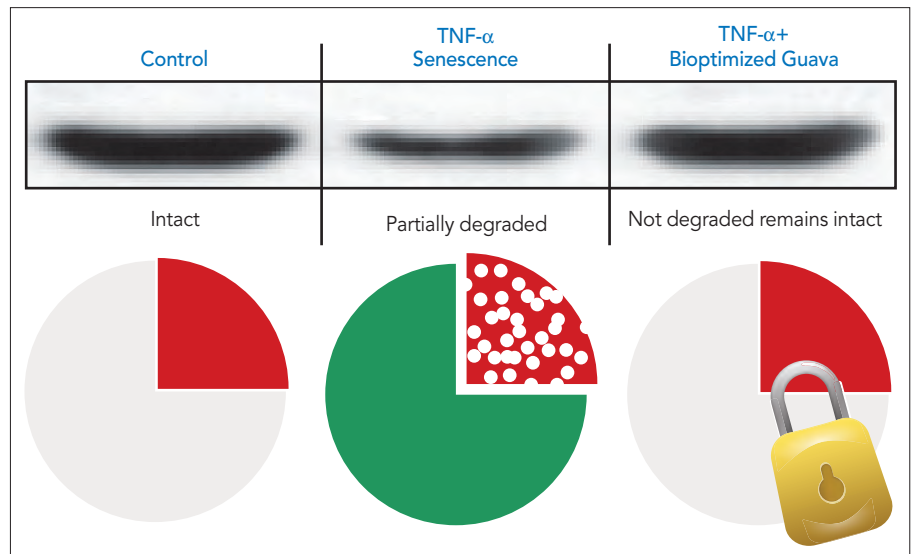 Control
TNF-α
Senescence
TNF-α+
Bioptimized Guava
Intact
Partially degraded
Not degraded remains intact